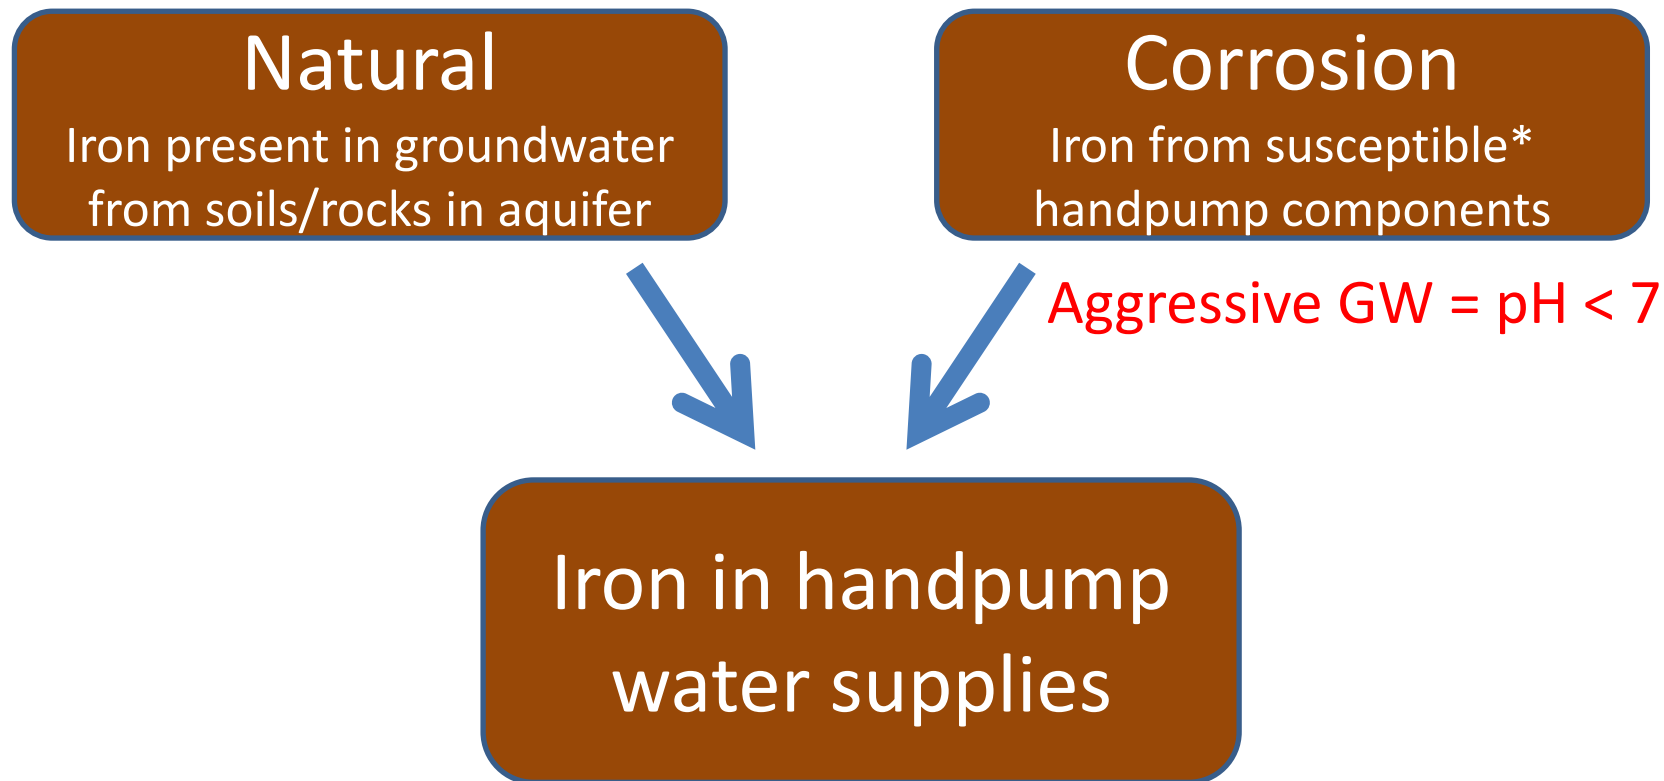 Natural
Iron present in groundwater
from soils/rocks in aquifer
Corrosion
Iron from susceptible*
handpump components
Aggressive GW = pH < 7
Iron in handpump
water supplies